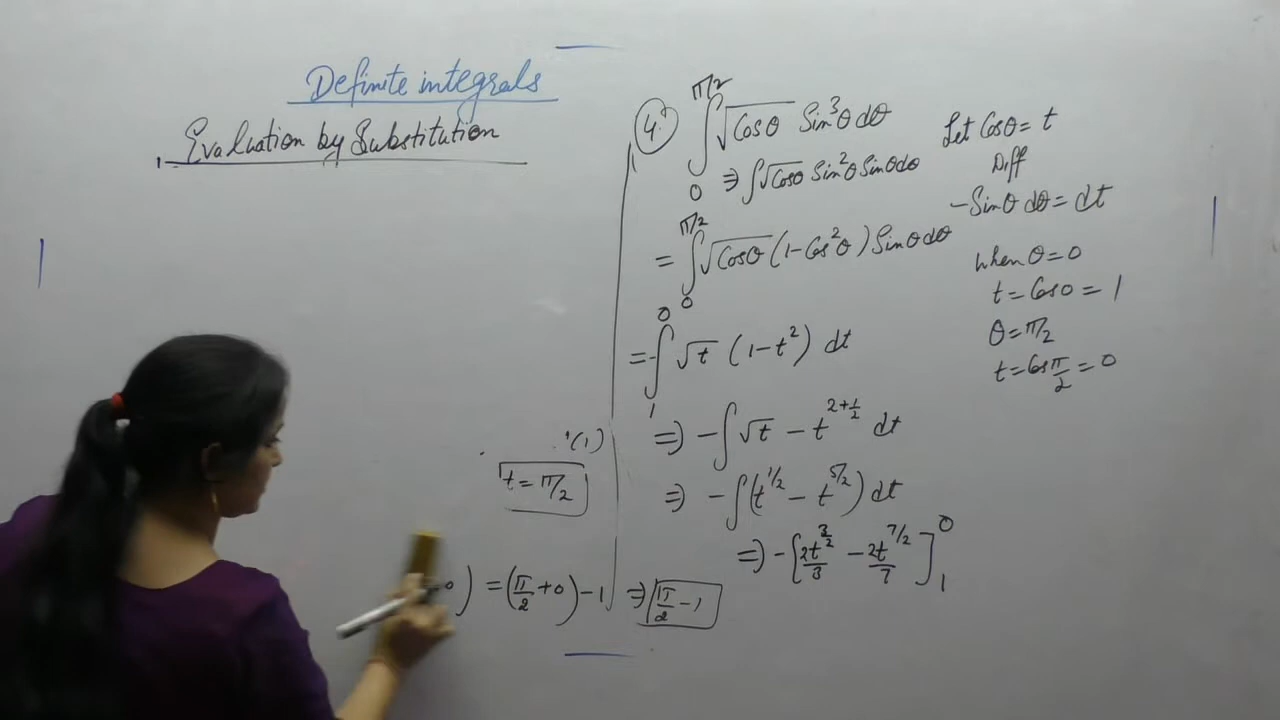 Definite integrals
Evaluation by Substitution
t = π/2
) = (π/2 + 0) - 1 ⇒ π/2 - 1
4. ∫₀^{π/2} √Cosθ Sin³θ dθ
⇒ ∫√Cosθ Sin²θ Sinθ dθ
= ∫₀^{π/2} √Cosθ (1 - Cos²θ) Sinθ dθ
= -∫₁^0 √t (1 - t²) dt
⇒ -∫ √t - t^{2+1/2} dt
⇒ -∫ (t^{1/2} - t^{5/2}) dt
⇒ -[2t^{3/2}/3 - 2t^{7/2}/7]₁^0
Let Cosθ = t
Diff
-Sinθ dθ = dt
When θ = 0
t = Cos0 = 1
θ = π/2
t = Cos π/2 = 0